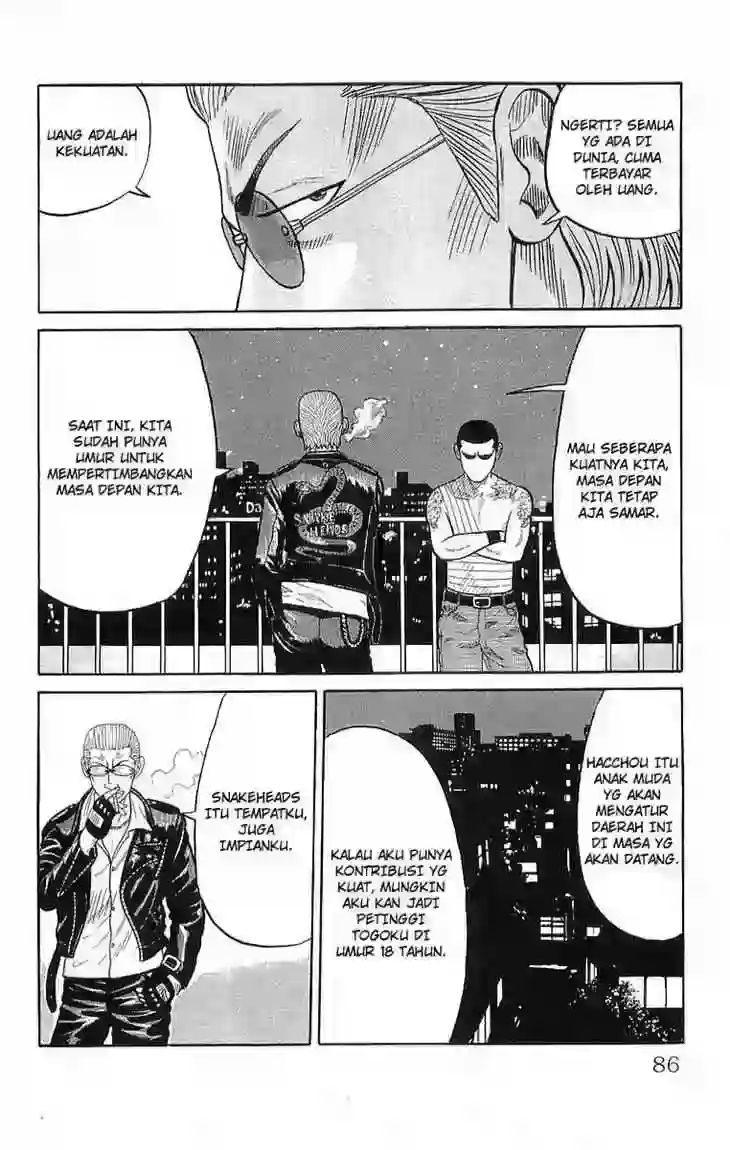 NGERTI? SEMUA
YG ADA DI
DUNIA, CUMA
TERBAYAR
OLEH UANG.
UANG ADALAH
KEKUATAN.
MAU SEBERAPA
KUATNYA KITA,
MASA DEPAN
KITA TETAP
AJA SAMAR.
SAAT INI, KITA
SUDAH PUNYA
UMUR UNTUK
MEMPERTIMBANGKAN
MASA DEPAN KITA.
Da
SNAKE
HEADS
HACCHOU ITU
ANAK MUDA
YG AKAN
MENGATUR
DAERAH INI
DI MASA YG
AKAN DATANG.
KALAU AKU PUNYA
KONTRIBUSI YG
KUAT, MUNGKIN
AKU KAN JADI
PETINGGI
TOGOKU DI
UMUR 18 TAHUN.
SNAKEHEADS
ITU TEMPATKU,
JUGA
IMPIANKU.
86